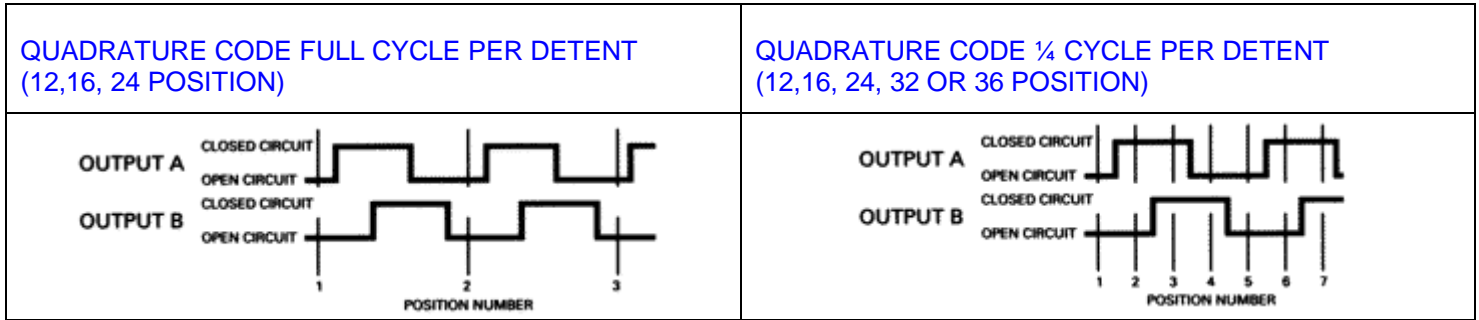 QUADRATURE CODE FULL CYCLE PER DETENT
(12,16, 24 POSITION)
QUADRATURE CODE ¼ CYCLE PER DETENT
(12,16, 24, 32 OR 36 POSITION)
OUTPUT A
CLOSED CIRCUIT
OPEN CIRCUIT
OUTPUT B
CLOSED CIRCUIT
OPEN CIRCUIT
1 2 3
POSITION NUMBER
OUTPUT A
CLOSED CIRCUIT
OPEN CIRCUIT
OUTPUT B
CLOSED CIRCUIT
OPEN CIRCUIT
1 2 3 4 5 6 7
POSITION NUMBER